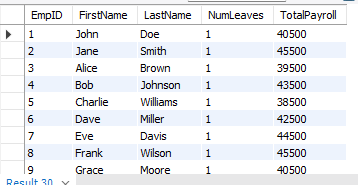 EmpID FirstName LastName NumLeaves TotalPayroll
1 John Doe 1 40500
2 Jane Smith 1 45500
3 Alice Brown 1 39500
4 Bob Johnson 1 43500
5 Charlie Williams 1 38500
6 Dave Miller 1 42500
7 Eve Davis 1 44500
8 Frank Wilson 1 45500
9 Grace Moore 1 40500
Result 30